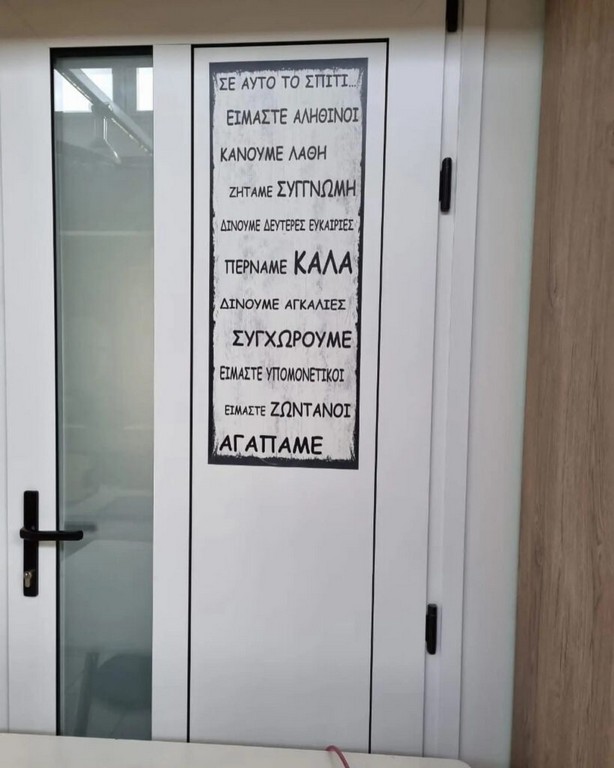 ΣΕ ΑΥΤΟ ΤΟ ΣΠΙΤΙ...
ΕΙΜΑΣΤΕ ΑΛΗΘΙΝΟΙ
ΚΑΝΟΥΜΕ ΛΑΘΗ
ΖΗΤΑΜΕ ΣΥΓΓΝΩΜΗ
ΔΙΝΟΥΜΕ ΔΕΥΤΕΡΕΣ ΕΥΚΑΙΡΙΕΣ
ΠΕΡΝΑΜΕ ΚΑΛΑ
ΔΙΝΟΥΜΕ ΑΓΚΑΛΙΕΣ
ΣΥΓΧΩΡΟΥΜΕ
ΕΙΜΑΣΤΕ ΥΠΟΜΟΝΕΤΙΚΟΙ
ΕΙΜΑΣΤΕ ΖΩΝΤΑΝΟΙ
ΑΓΑΠΑΜΕ